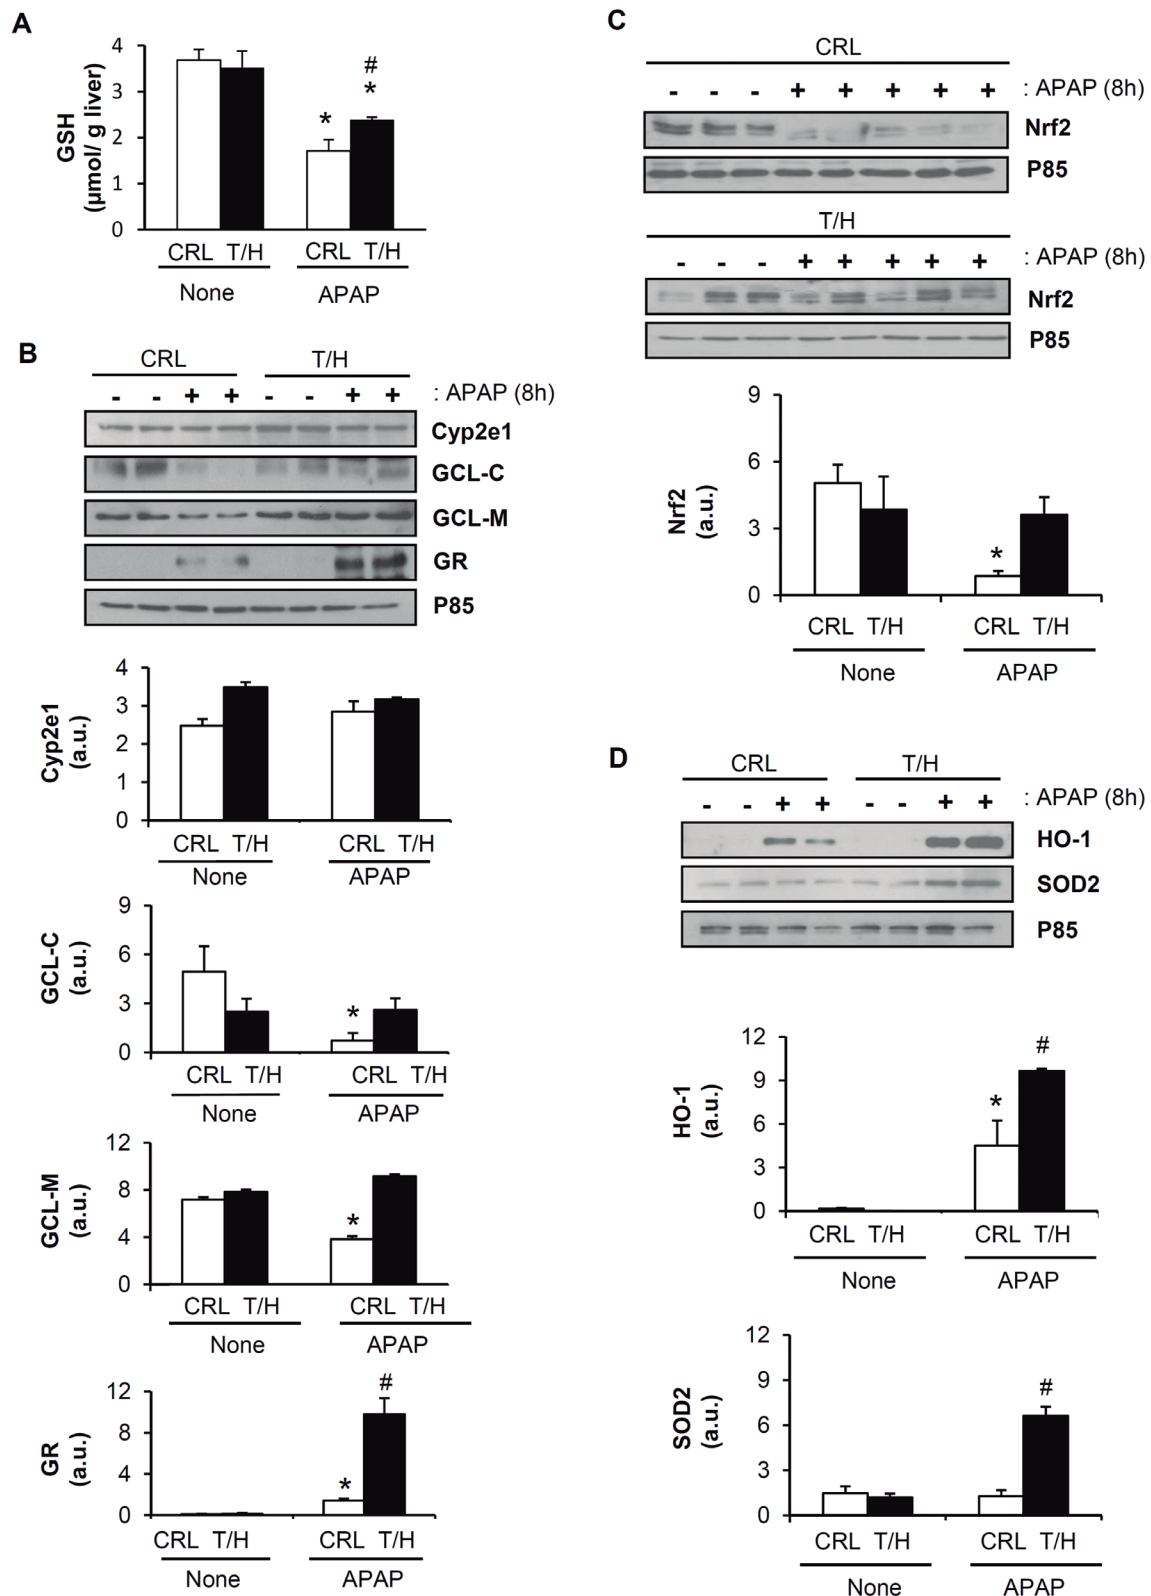 A
4
3
2
1
0
GSH
(µmol/ g liver)
*
#
*
CRL T/H
CRL T/H
None
APAP
B
CRL
T/H
- - + + - - + + : APAP (8h)
Cyp2e1
GCL-C
GCL-M
GR
P85
4
3
2
1
0
Cyp2e1
(a.u.)
CRL T/H
CRL T/H
None
APAP
9
6
3
0
GCL-C
(a.u.)
*
CRL T/H
CRL T/H
None
APAP
12
8
4
0
GCL-M
(a.u.)
*
CRL T/H
CRL T/H
None
APAP
12
8
4
0
GR
(a.u.)
*
#
CRL T/H
CRL T/H
None
APAP
C
CRL
- - - + + + + + : APAP (8h)
Nrf2
P85
T/H
- - - + + + + + : APAP (8h)
Nrf2
P85
9
6
3
0
Nrf2
(a.u.)
*
CRL T/H
CRL T/H
None
APAP
D
CRL
T/H
- - + + - - + + : APAP (8h)
HO-1
SOD2
P85
12
9
6
3
0
HO-1
(a.u.)
*
#
CRL T/H
CRL T/H
None
APAP
12
9
6
3
0
SOD2
(a.u.)
#
CRL T/H
CRL T/H
None
APAP